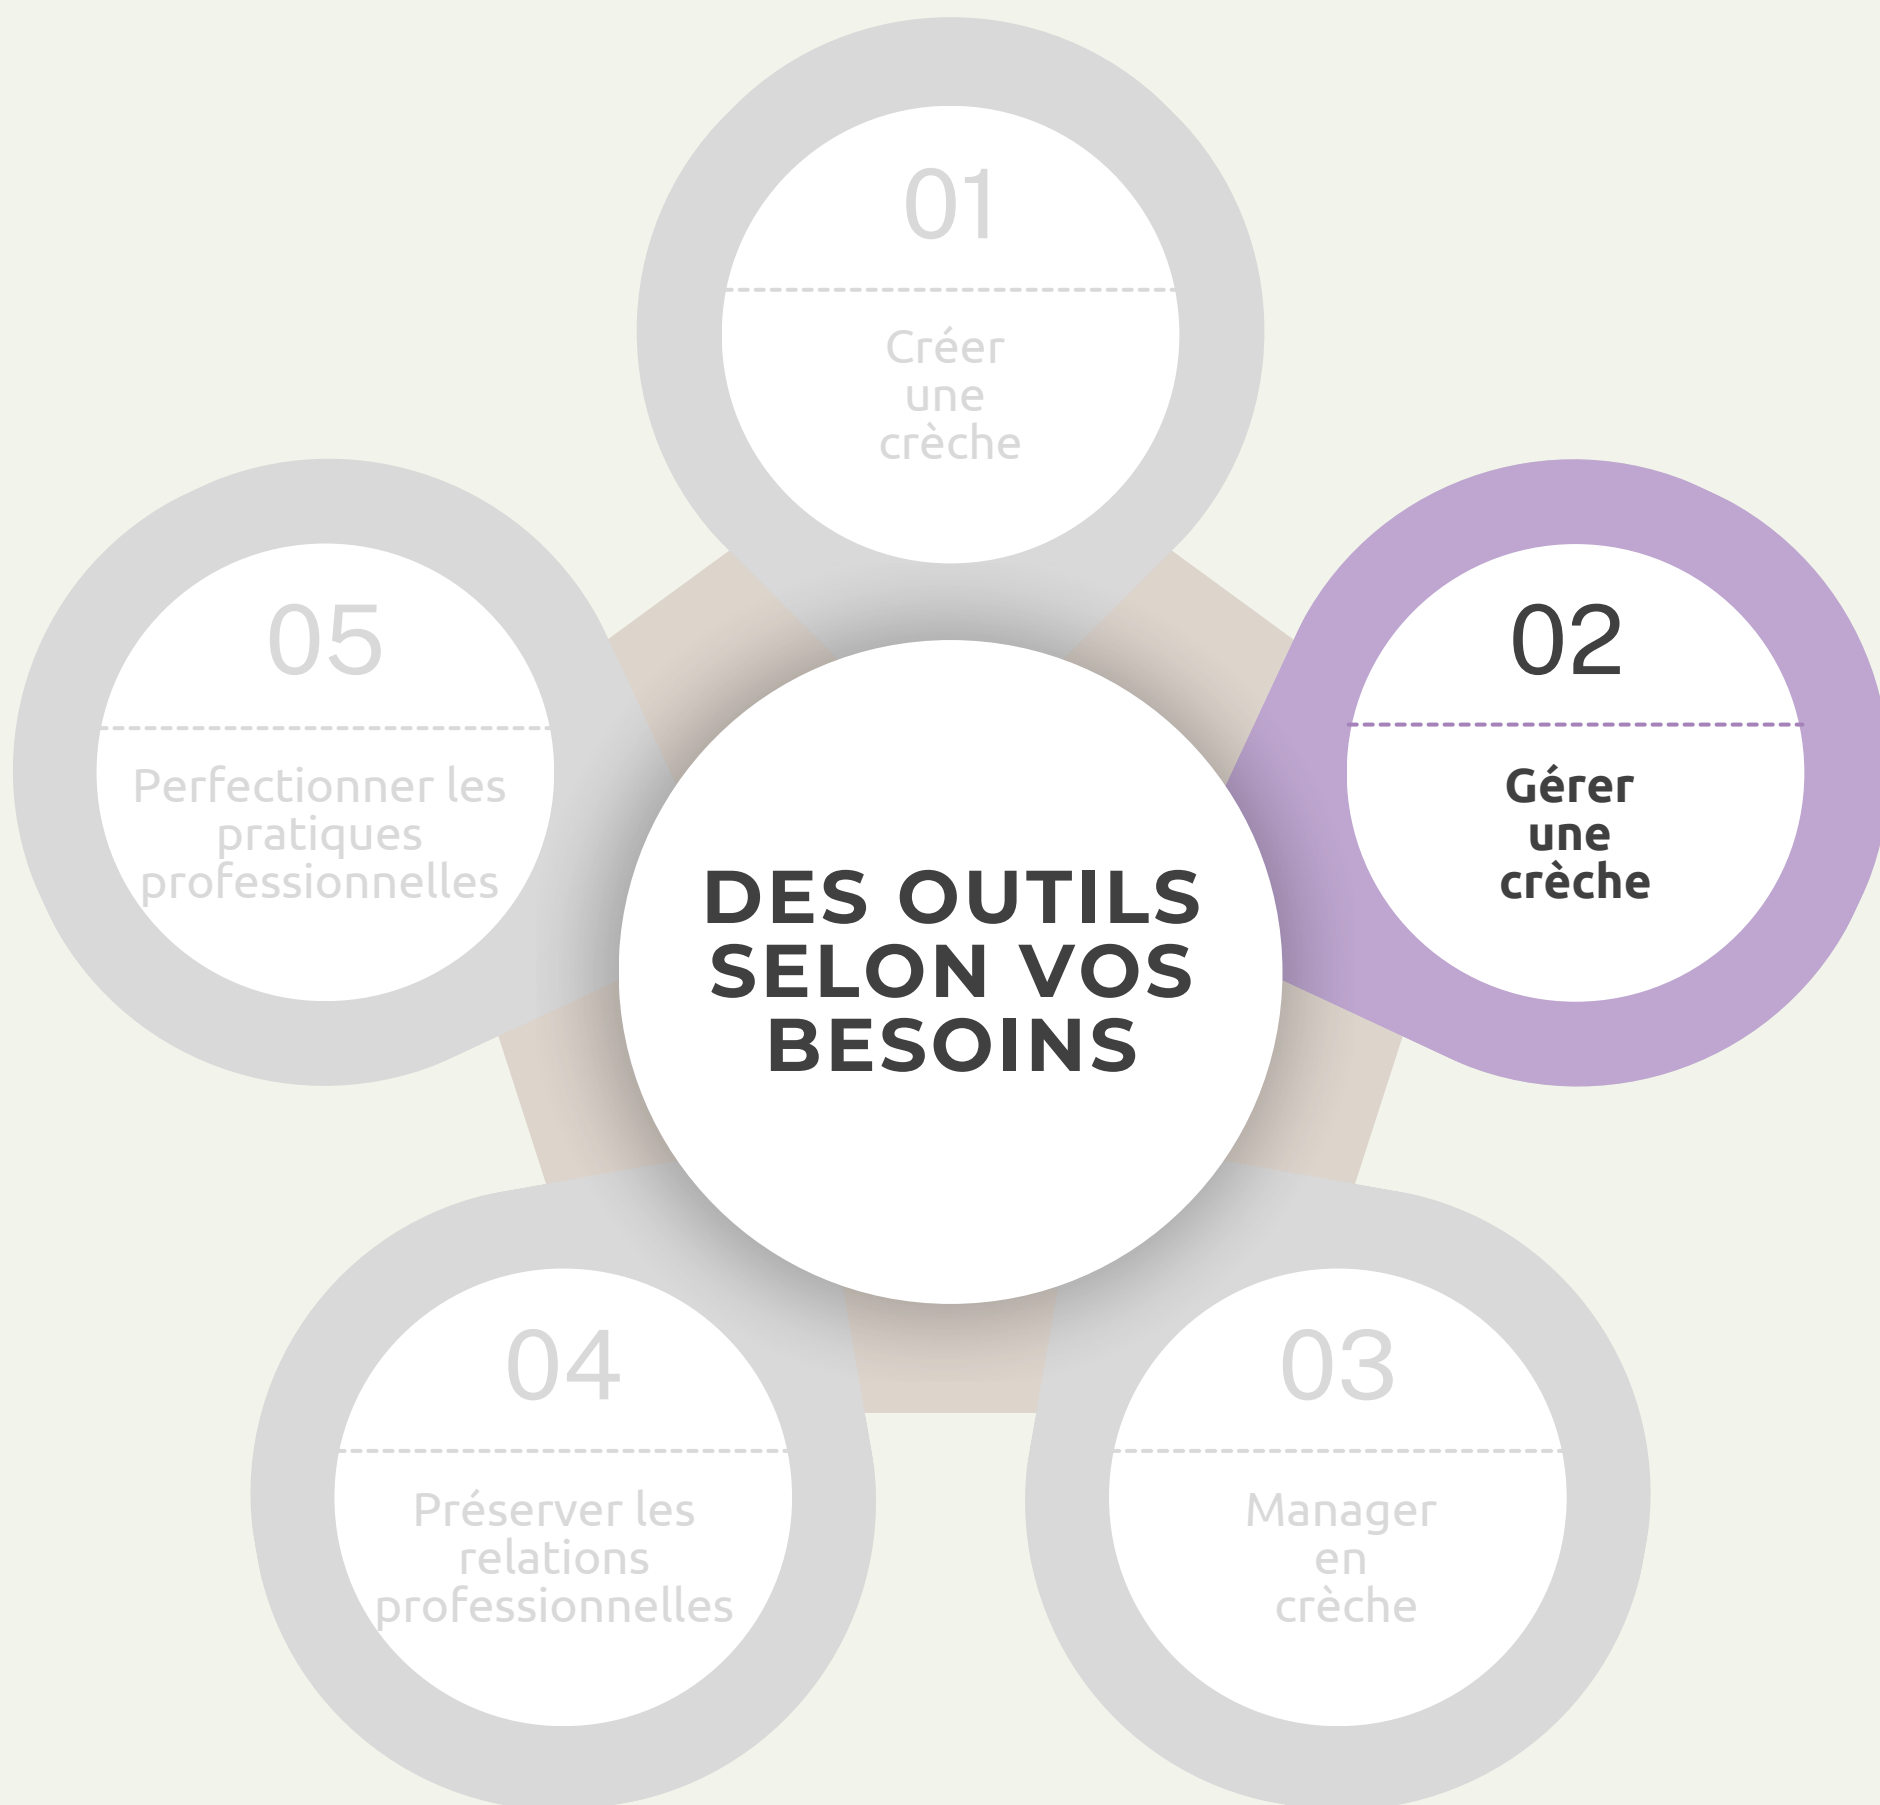 01
Créer
une
crèche
02
Gérer
une
crèche
03
Manager
en
crèche
04
Préserver les
relations
professionnelles
05
Perfectionner les
pratiques
professionnelles
DES OUTILS
SELON VOS
BESOINS